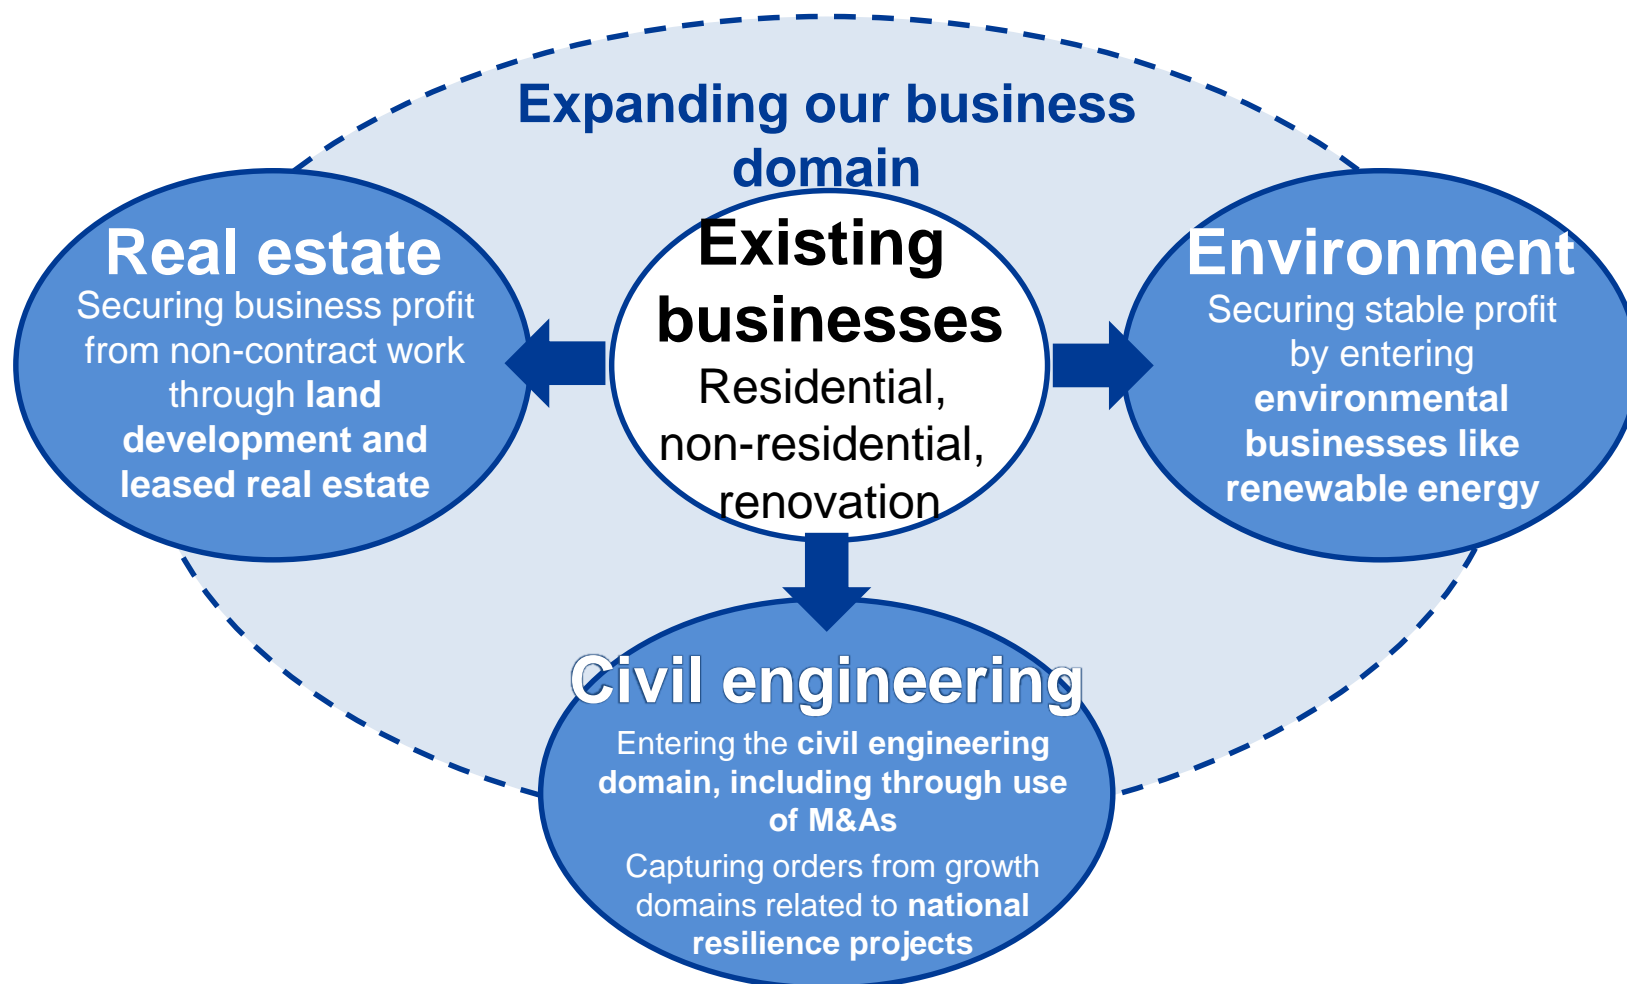 Expanding our business
domain
Real estate
Securing business profit
from non-contract work
through land
development and
leased real estate
Existing
businesses
Residential,
non-residential,
renovation
Environment
Securing stable profit
by entering
environmental
businesses like
renewable energy
Civil engineering
Entering the civil engineering
domain, including through use
of M&As
Capturing orders from growth
domains related to national
resilience projects